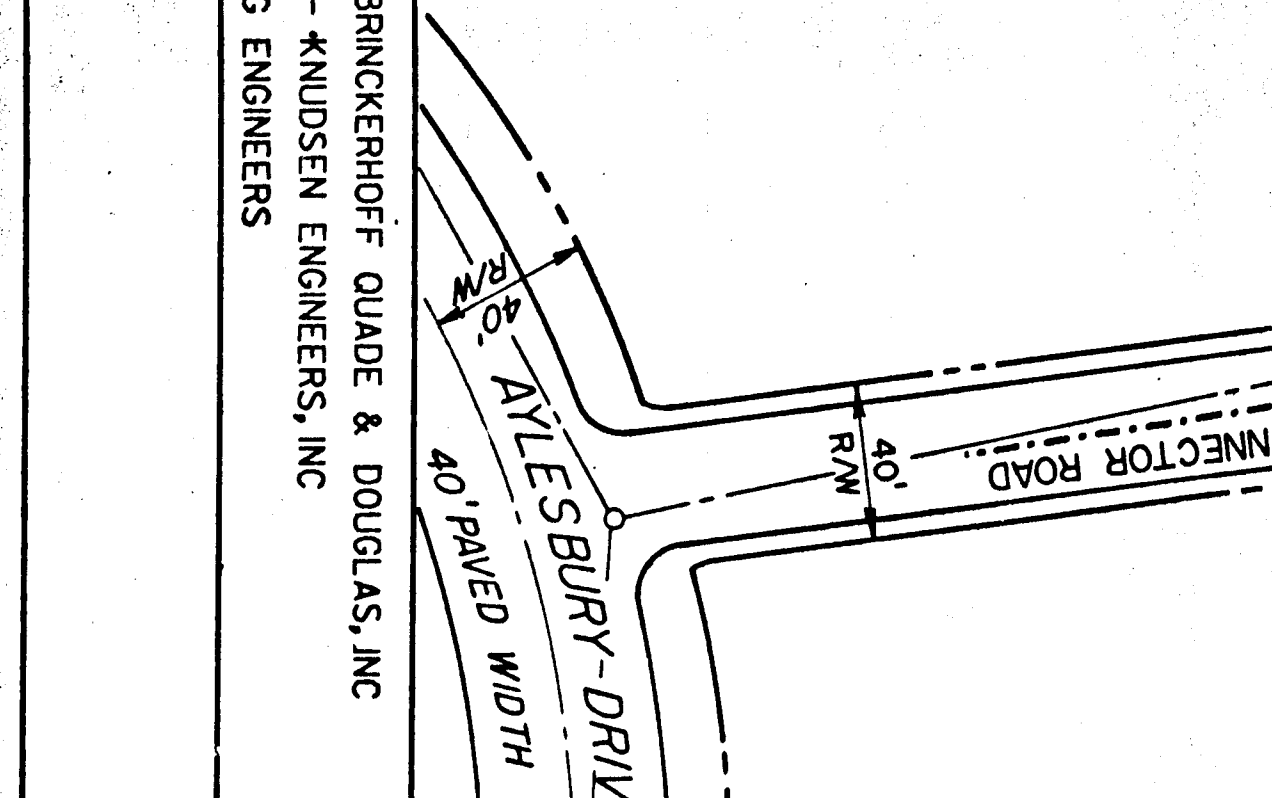 BRINCKERHOFF QUADE & DOUGLAS, INC
- KNUDSEN ENGINEERS, INC
G ENGINEERS
40'
R/W
AYLESBURY-DRIV
40' PAVED WIDTH
40'
R/W
NNECTOR ROAD